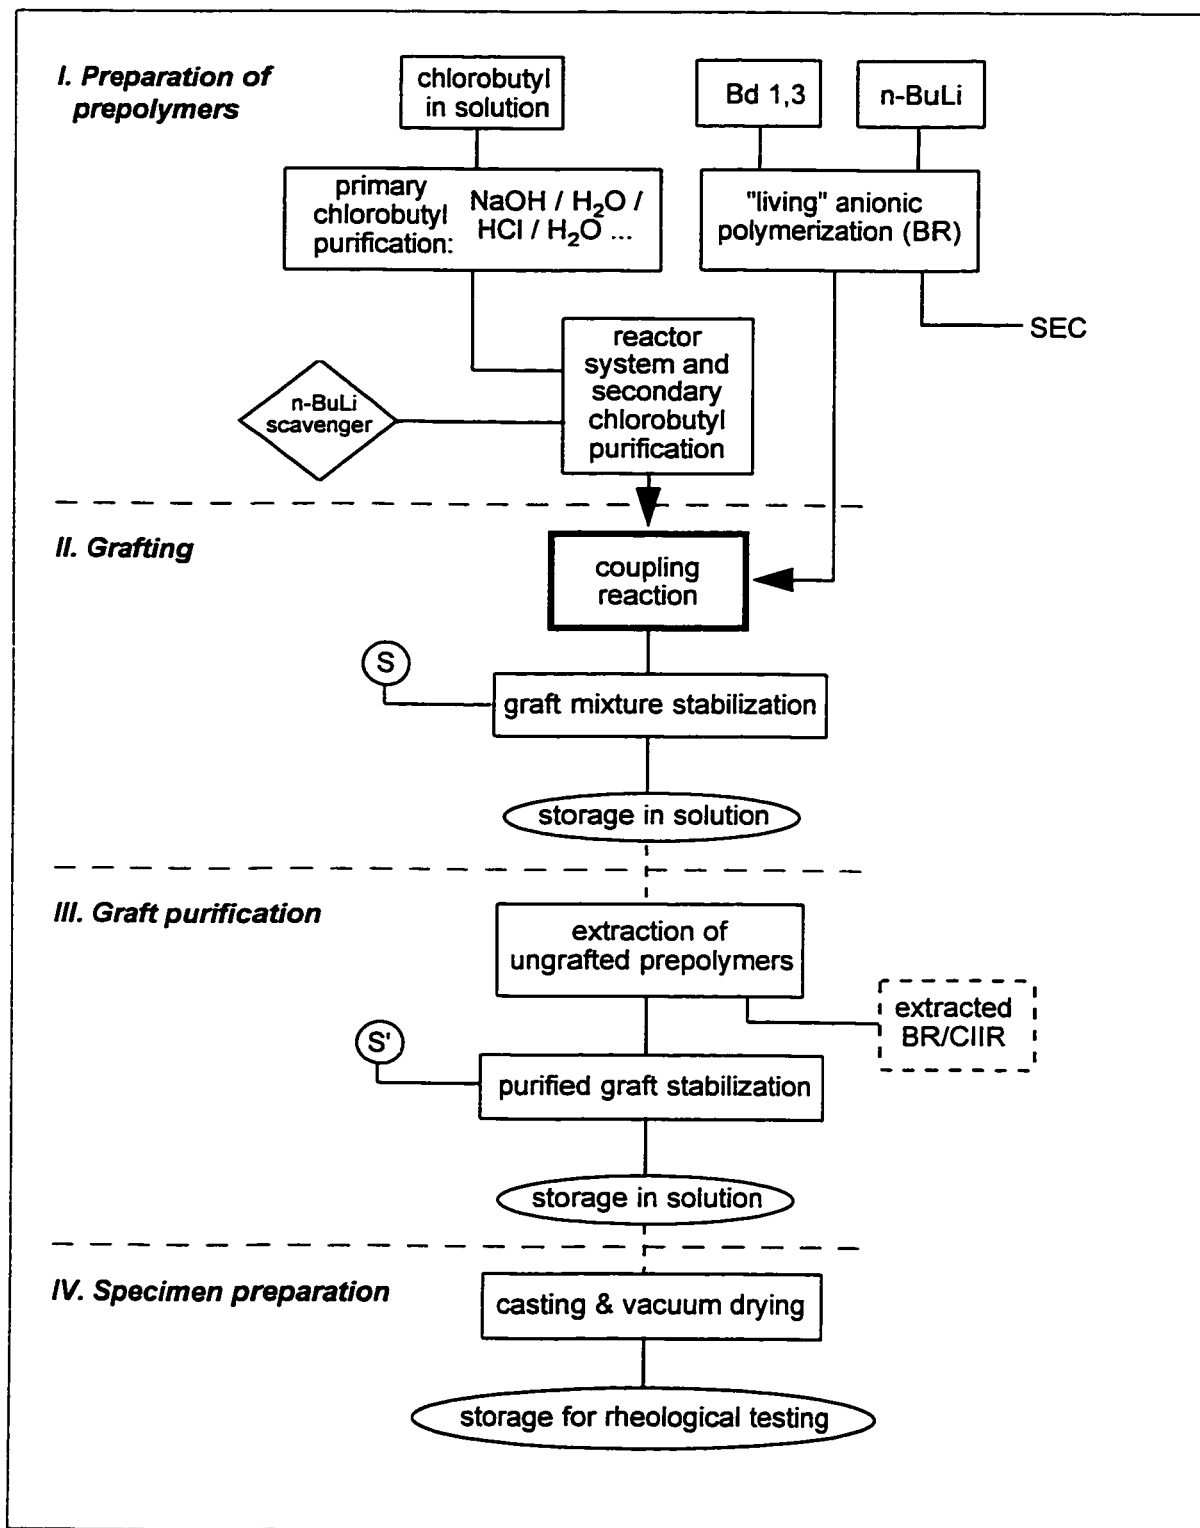 I. Preparation of
prepolymers
chlorobutyl
in solution
Bd 1,3
n-BuLi
primary
chlorobutyl
purification:
NaOH / H₂O /
HCl / H₂O ...
"living" anionic
polymerization (BR)
SEC
reactor
system and
secondary
chlorobutyl
purification
n-BuLi
scavenger
II. Grafting
coupling
reaction
S
graft mixture stabilization
storage in solution
III. Graft purification
extraction of
ungrafted prepolymers
extracted
BR/CIIR
S'
purified graft stabilization
storage in solution
IV. Specimen preparation
casting & vacuum drying
storage for rheological testing